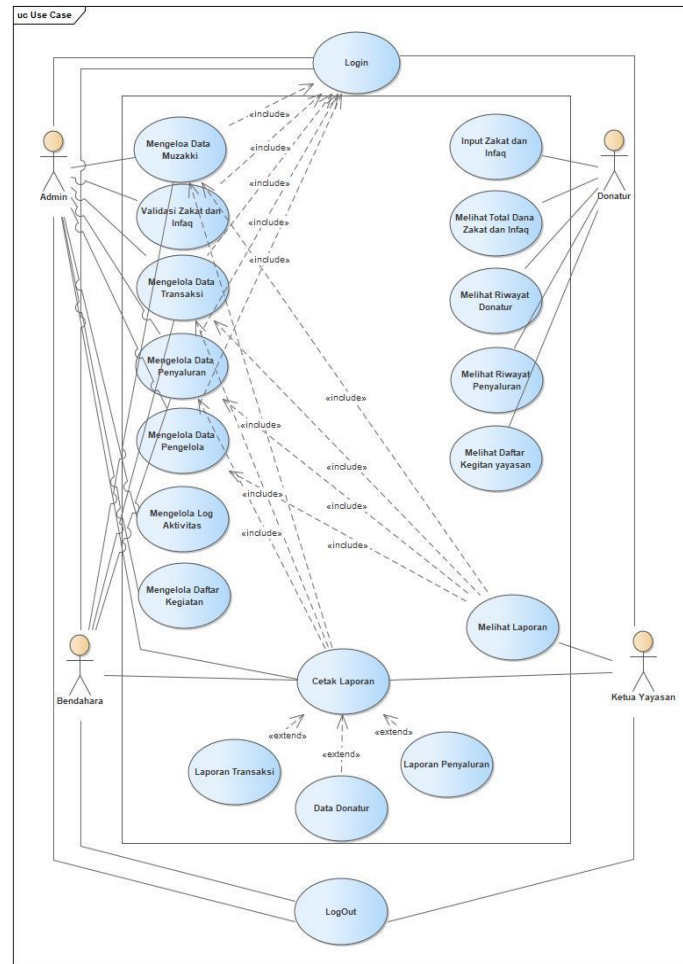 uc Use Case
Login
Mengeloa Data
Muzakki
«include»
«include»
Input Zakat dan
Infaq
Admin
Donatur
«include»
Validasi Zakat dan
Infaq
«include»
Melihat Total Dana
Zakat dan Infaq
«include»
Mengelola Data
Transaksi
Melihat Riwayat
Donatur
Mengelola Data
Penyaluran
Melihat Riwayat
Penyaluran
«include»
Mengelola Data
Pengelola
Melihat Daftar
Kegitan yayasan
«include»
«include»
«include»
«include»
Mengelola Log
Aktivitas
«include»
«include»
Mengelola Daftar
Kegiatan
Melihat Laporan
Bendahara
Cetak Laporan
Ketua Yayasan
«extend»
«extend»
«extend»
Laporan Transaksi
Laporan Penyaluran
Data Donatur
LogOut